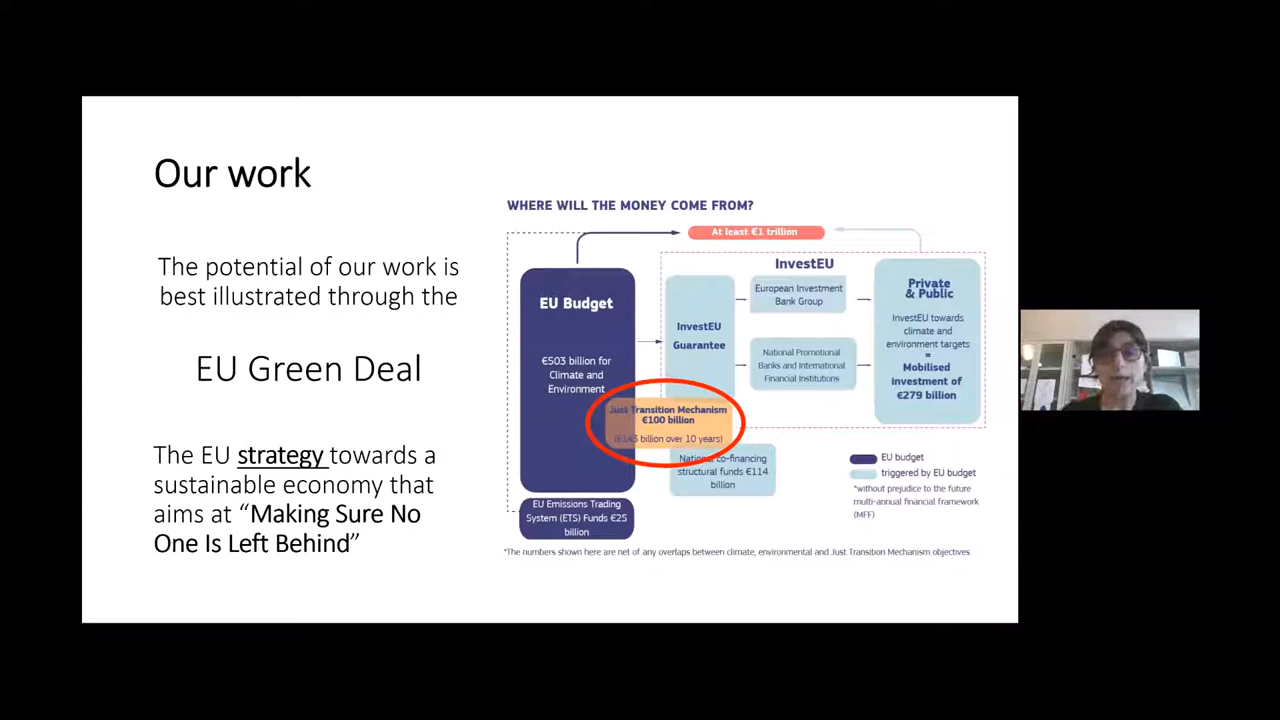 Our work
The potential of our work is
best illustrated through the
EU Green Deal
The EU strategy towards a
sustainable economy that
aims at “Making Sure No
One Is Left Behind”
WHERE WILL THE MONEY COME FROM?
At least €1 trillion
EU Budget
€503 billion for
Climate and
Environment
EU Emissions Trading
System (ETS) Funds €25
billion
Just Transition Mechanism
€100 billion
(€143 billion over 10 years)
InvestEU
InvestEU
Guarantee
European Investment
Bank Group
National Promotional
Banks and International
Financial Institutions
Private
& Public
InvestEU towards
climate and
environment targets
=
Mobilised
investment of
€279 billion
National co-financing
structural funds €114
billion
EU budget
triggered by EU budget
*without prejudice to the future
multi-annual financial framework
(MFF)
*The numbers shown here are net of any overlaps between climate, environmental and Just Transition Mechanism objectives